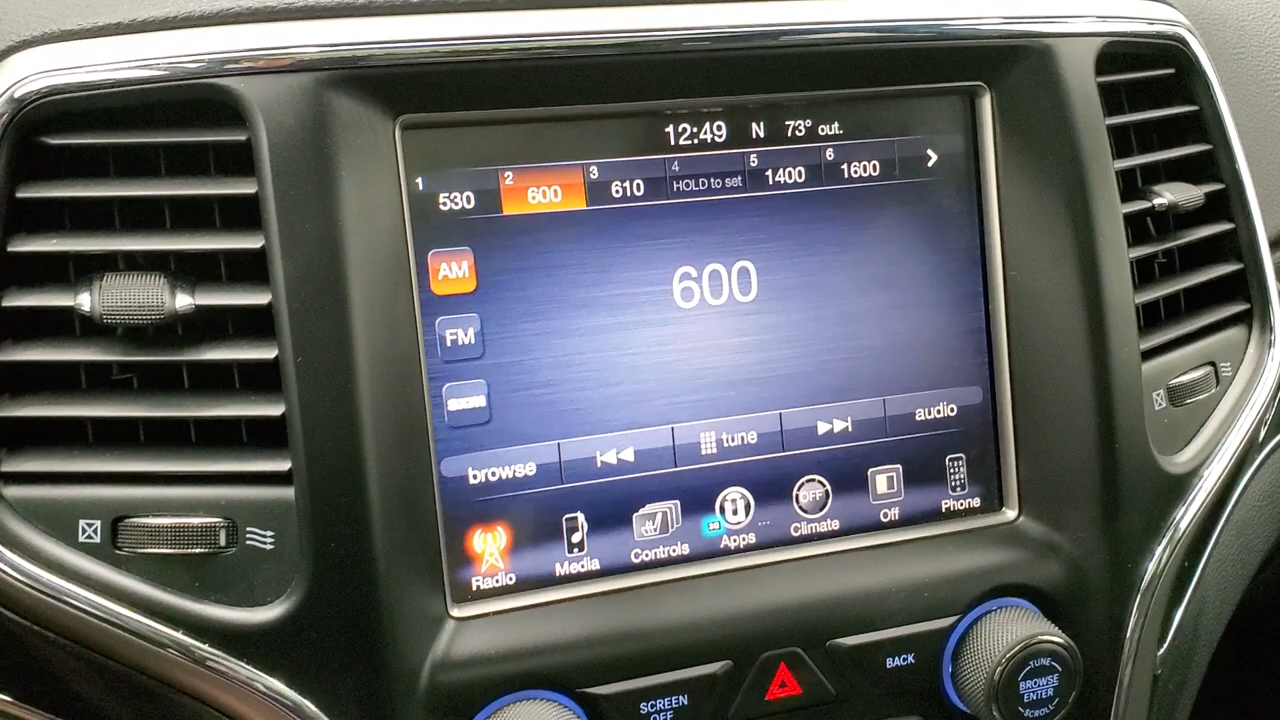 12:49 N 73° out.
1 530 2 600 3 610 4 HOLD to set 5 1400 6 1600
600
AM
FM
browse tune audio
Radio Media Controls Apps OFF Climate Off Phone
SCREEN OFF
BACK
TUNE
BROWSE
ENTER
SCROLL